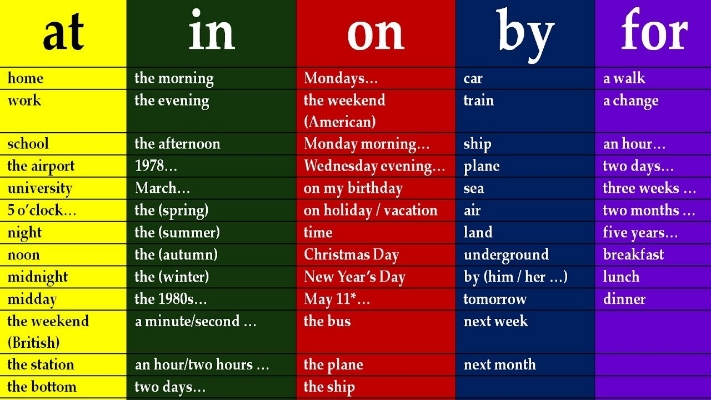 at in on by for
home the morning Mondays... car a walk
work the evening the weekend train a change
(American)
school the afternoon Monday morning... ship an hour...
the airport 1978... Wednesday evening... plane two days...
university March... on my birthday sea three weeks ...
5 o'clock... the (spring) on holiday / vacation air two months ...
night the (summer) time land five years...
noon the (autumn) Christmas Day underground breakfast
midnight the (winter) New Year's Day by (him / her ...) lunch
midday the 1980s... May 11*... tomorrow dinner
the weekend a minute/second ... the bus next week
(British)
the station an hour/two hours ... the plane next month
the bottom two days... the ship